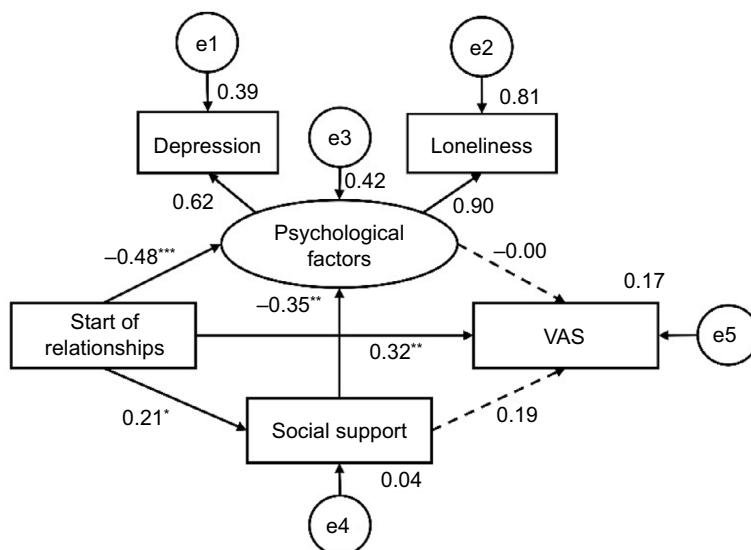 e1
e2
0.39
0.81
Depression
e3
Loneliness
0.42
0.62
0.90
Psychological
factors
–0.48***
–0.00
–0.35**
0.17
Start of
relationships
0.32**
VAS
e5
0.21*
Social support
0.19
0.04
e4